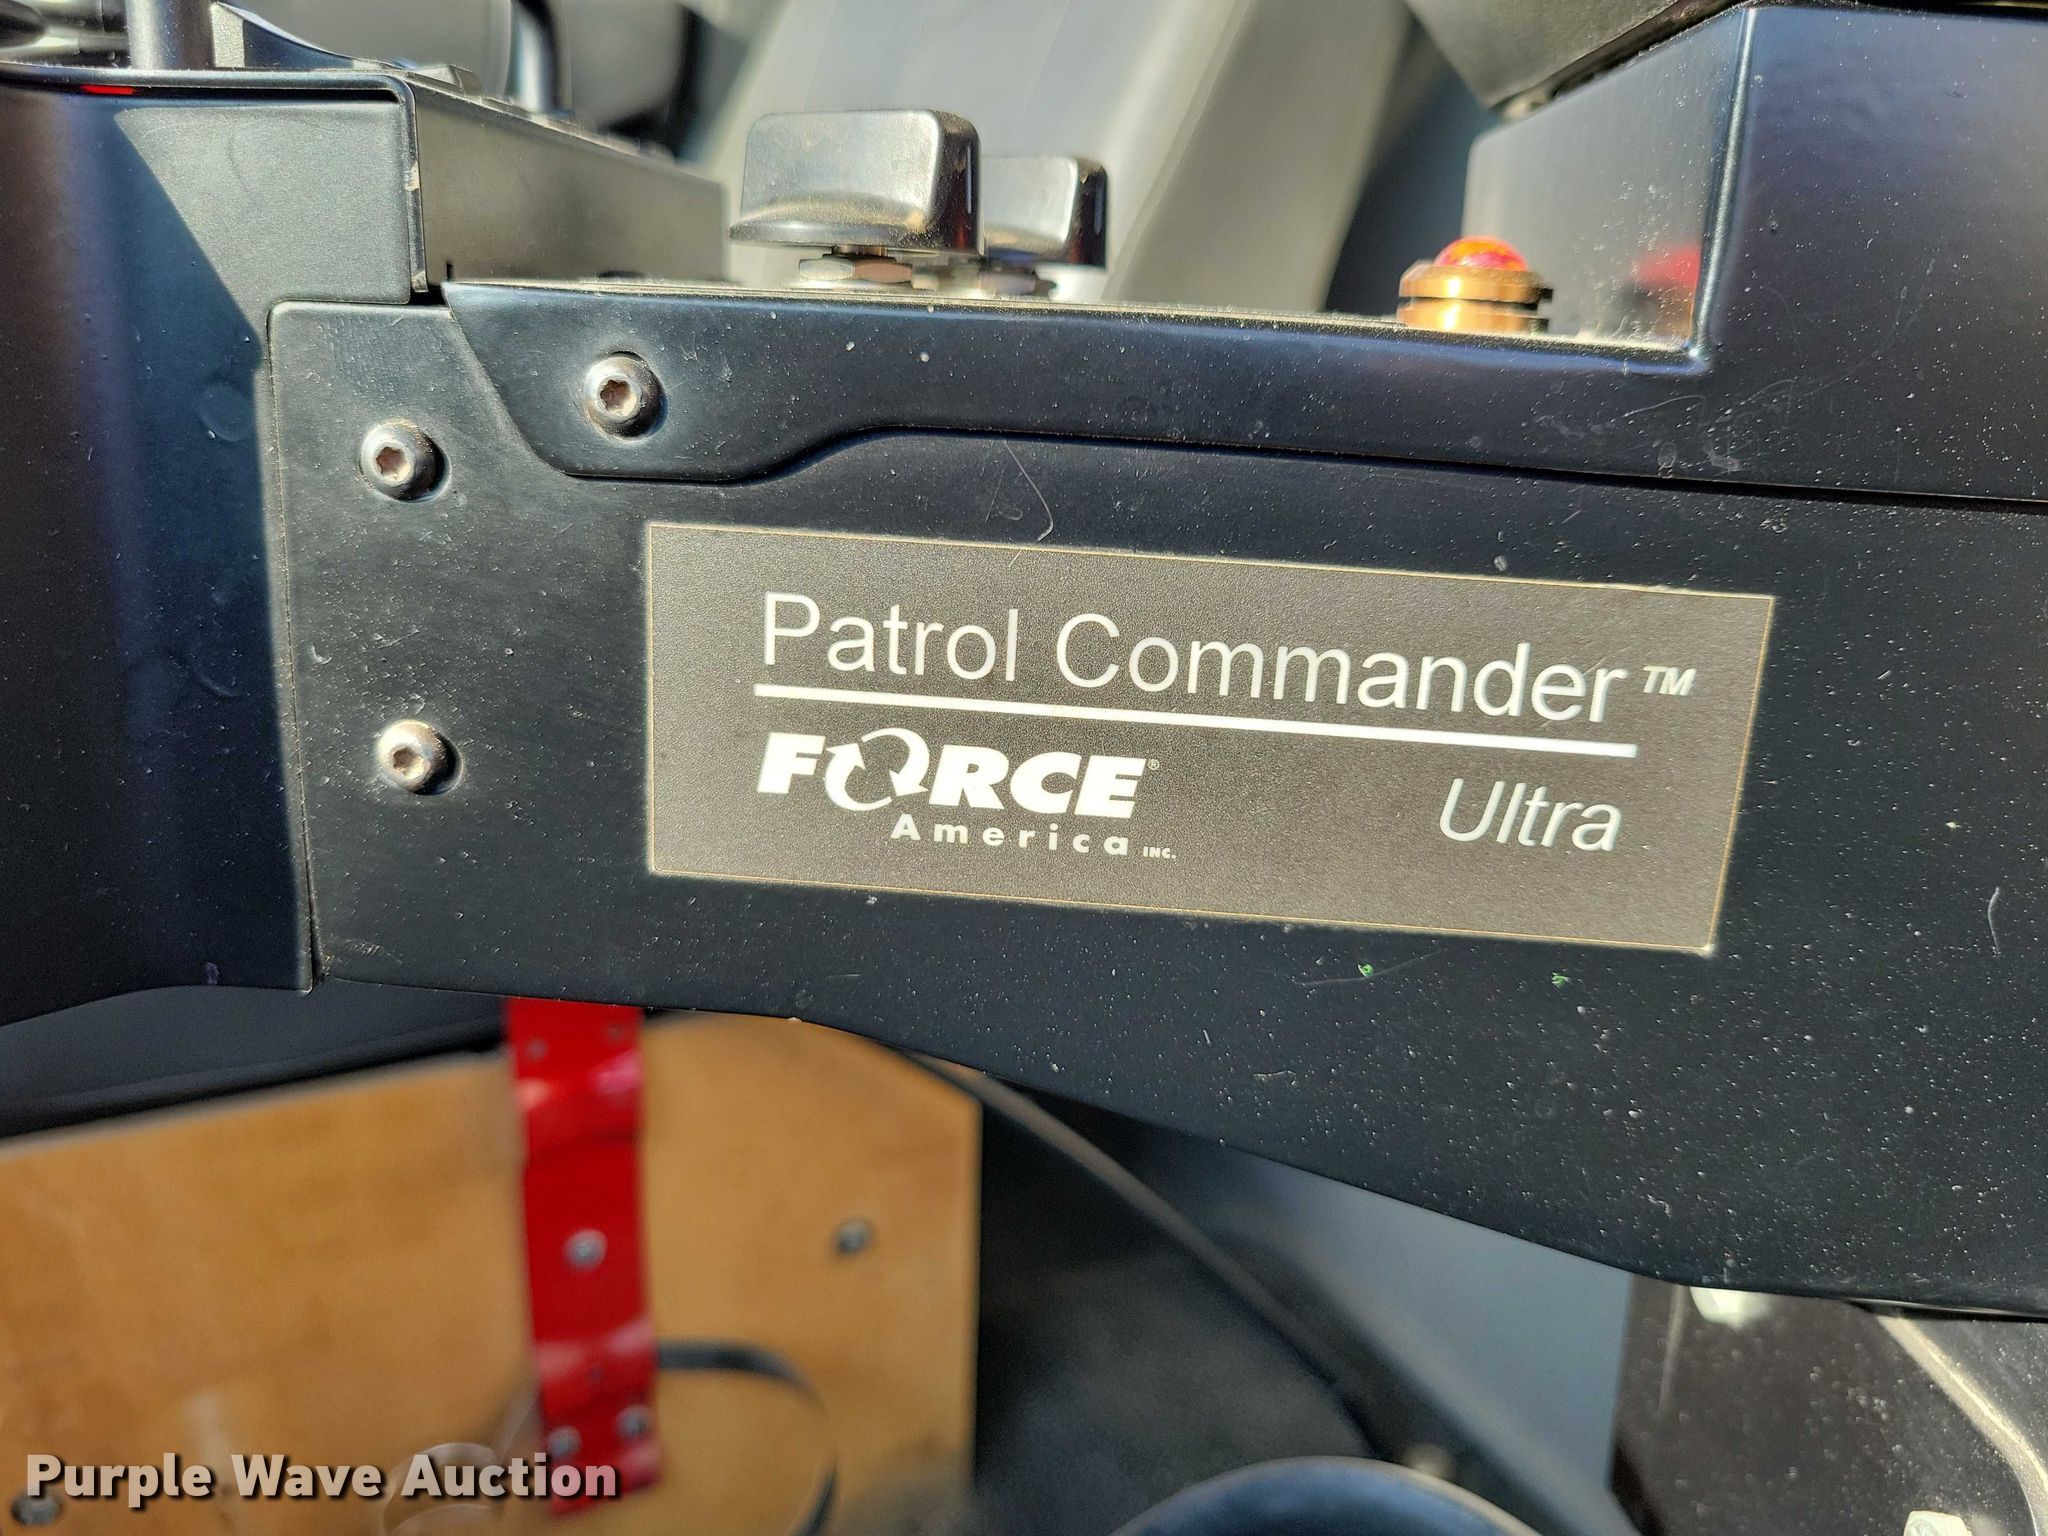 Patrol Commander™
FORCE®
America INC.
Ultra
Purple Wave Auction